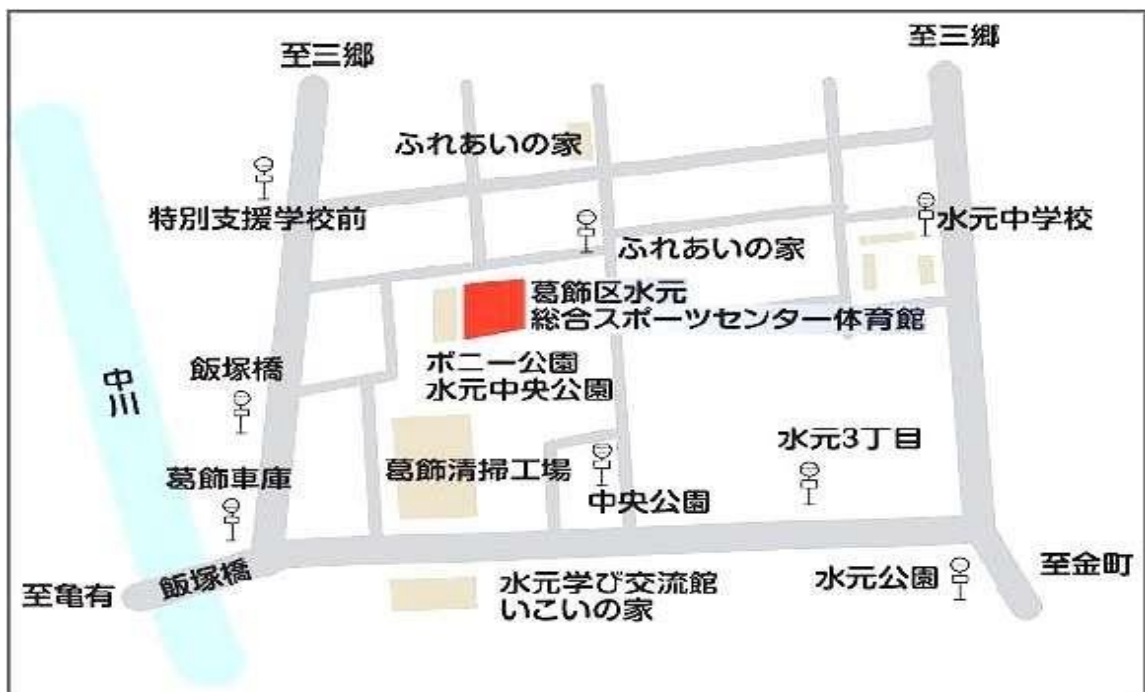 至三郷
至三郷
ふれあいの家
特別支援学校前
水元中学校
ふれあいの家
葛飾区水元
総合スポーツセンター体育館
ポニー公園
水元中央公園
飯塚橋
中川
水元3丁目
葛飾清掃工場
葛飾車庫
中央公園
飯塚橋
至亀有
水元学び交流館
いこいの家
水元公園
至金町